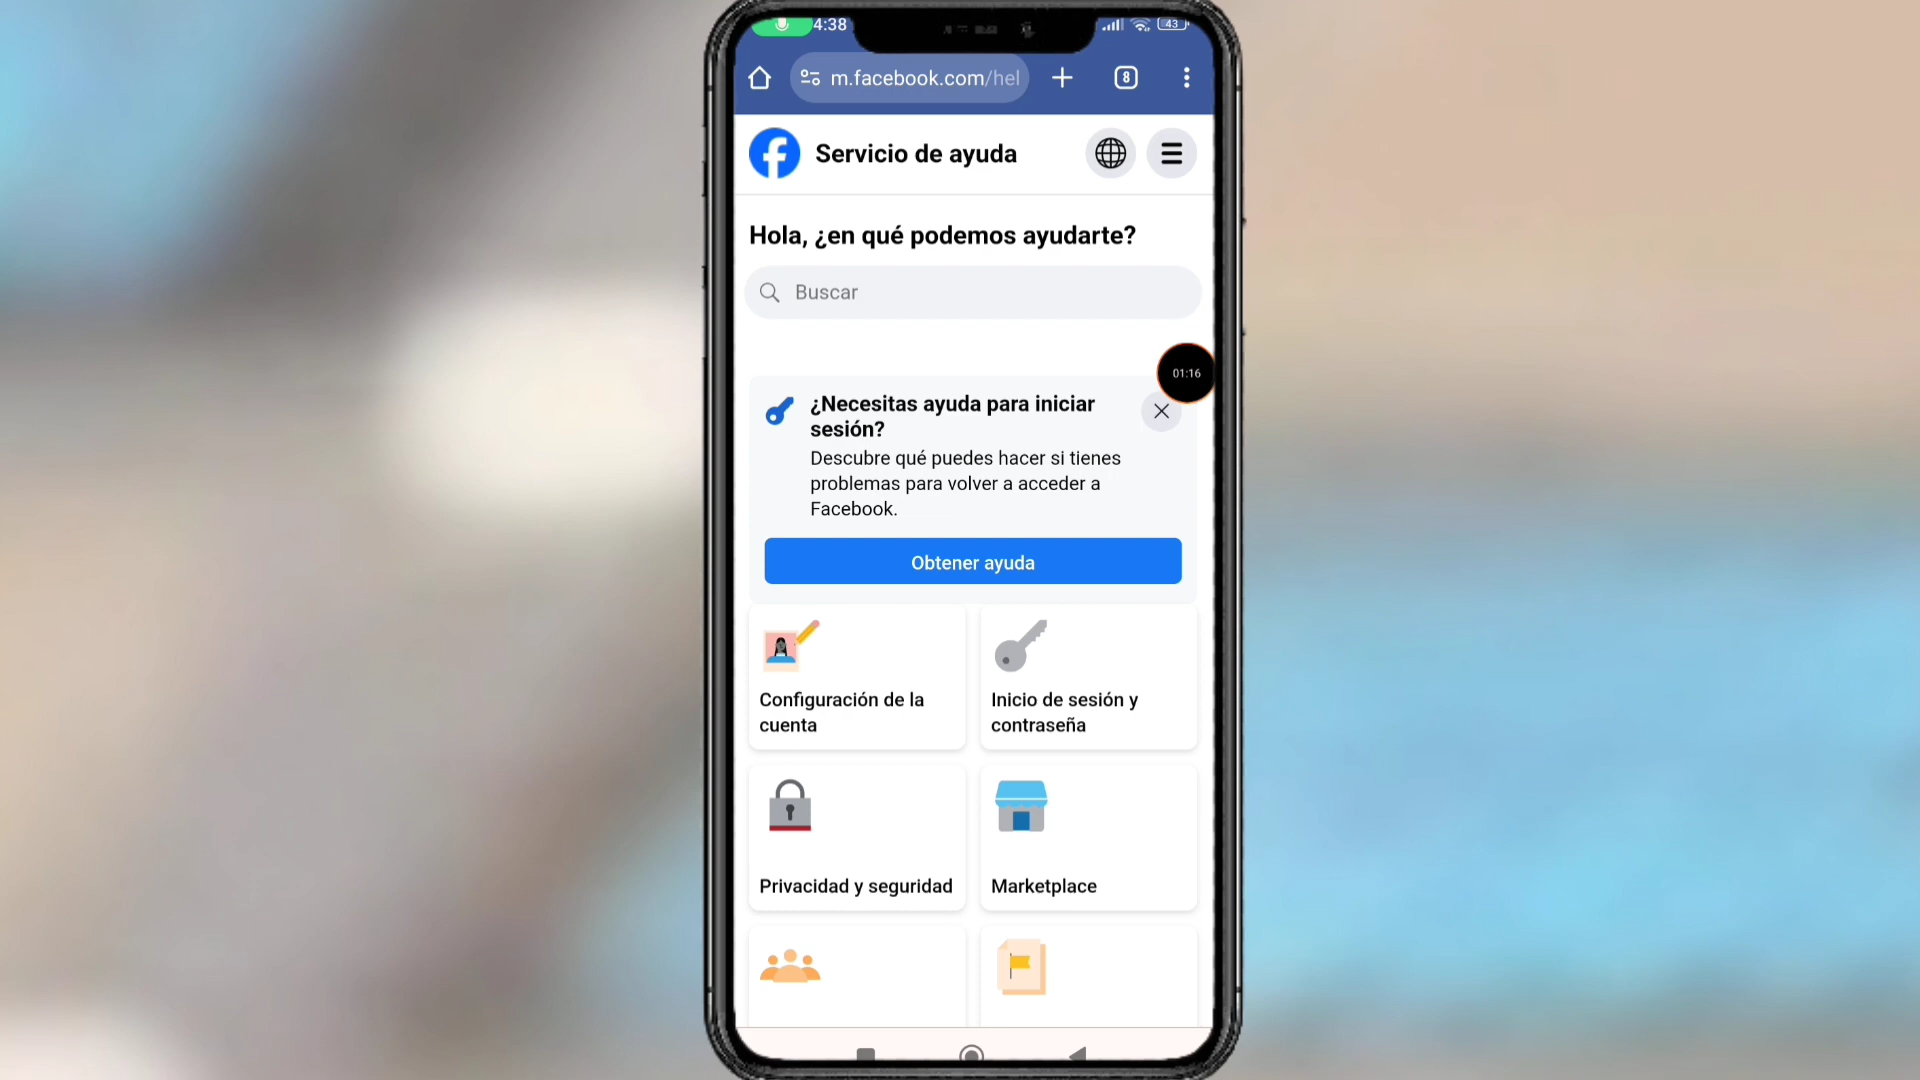 4:38
43
m.facebook.com/hel
8
Servicio de ayuda
Hola, ¿en qué podemos ayudarte?
Buscar
01:16
¿Necesitas ayuda para iniciar
sesión?
Descubre qué puedes hacer si tienes
problemas para volver a acceder a
Facebook.
Obtener ayuda
Configuración de la
cuenta
Inicio de sesión y
contraseña
Privacidad y seguridad
Marketplace